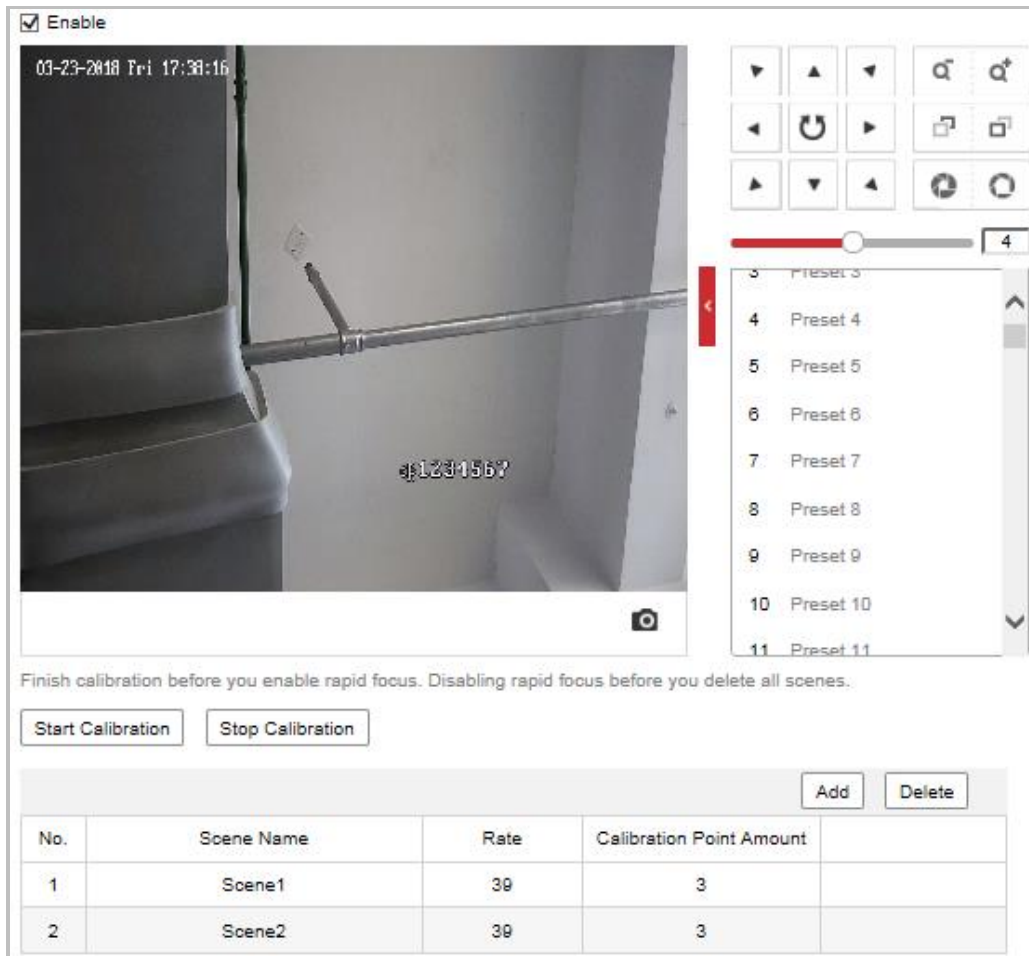 Enable
03-23-2018 Fri 17:38:16
4
3 Preset 3
4 Preset 4
5 Preset 5
6 Preset 6
7 Preset 7
8 Preset 8
9 Preset 9
10 Preset 10
11 Preset 11
1234567
Finish calibration before you enable rapid focus. Disabling rapid focus before you delete all scenes.
Start Calibration Stop Calibration
Add Delete
No. Scene Name Rate Calibration Point Amount
1 Scene1 39 3
2 Scene2 39 3